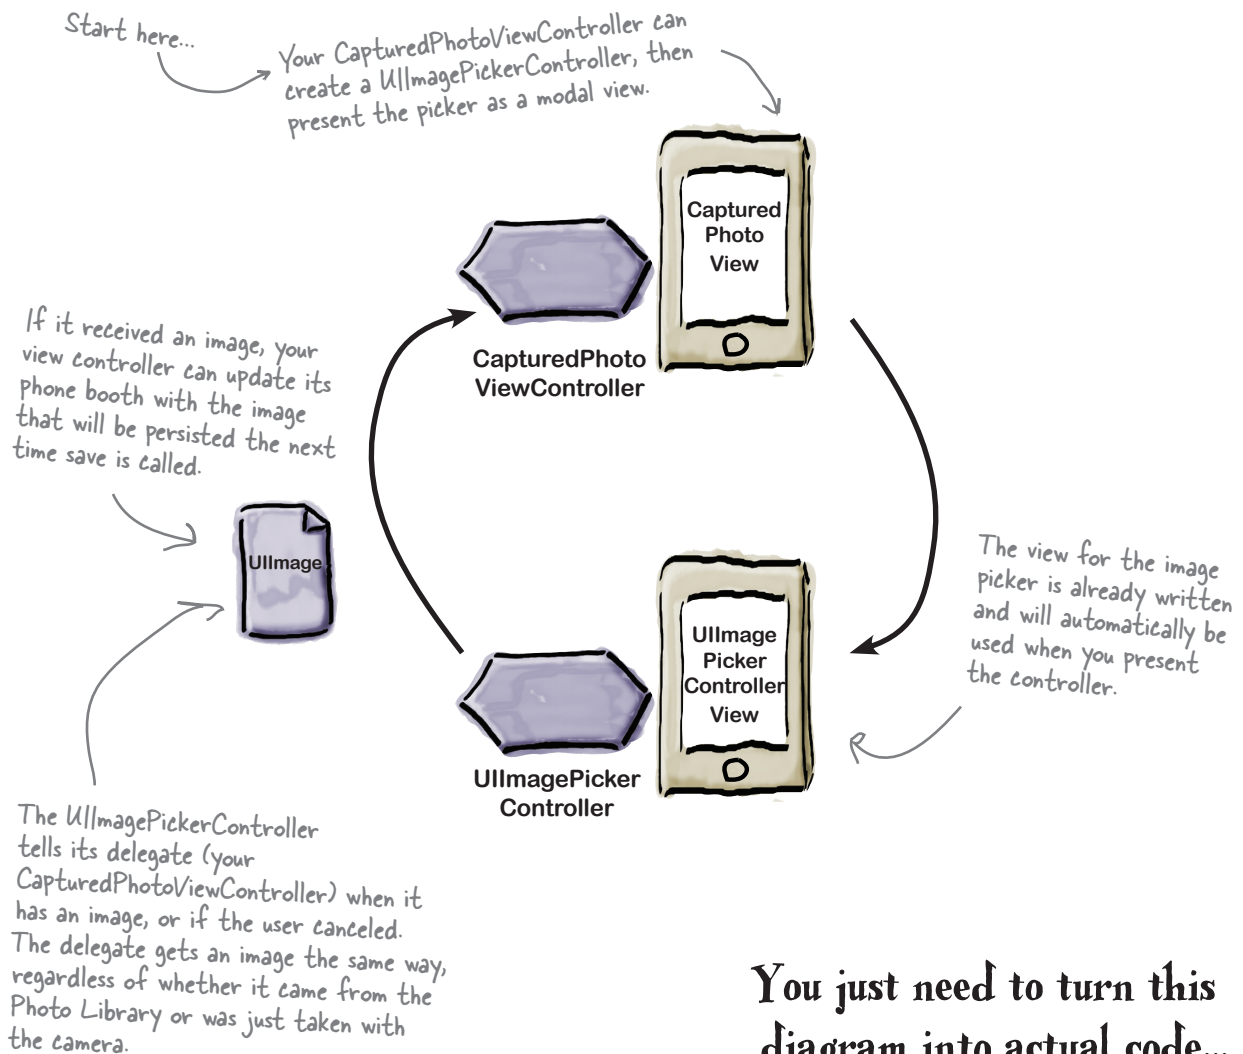 Start here...
Your CapturedPhotoViewController can
create a UIImagePickerController, then
present the picker as a modal view.
Captured
Photo
View
CapturedPhoto
ViewController
If it received an image, your
view controller can update its
phone booth with the image
that will be persisted the next
time save is called.
UIImage
The view for the image
picker is already written
and will automatically be
used when you present
the controller.
UIImage
Picker
Controller
View
UIImagePicker
Controller
The UIImagePickerController
tells its delegate (your
CapturedPhotoViewController) when it
has an image, or if the user canceled.
The delegate gets an image the same way,
regardless of whether it came from the
Photo Library or was just taken with
the camera.
You just need to turn this
diagram into actual code...